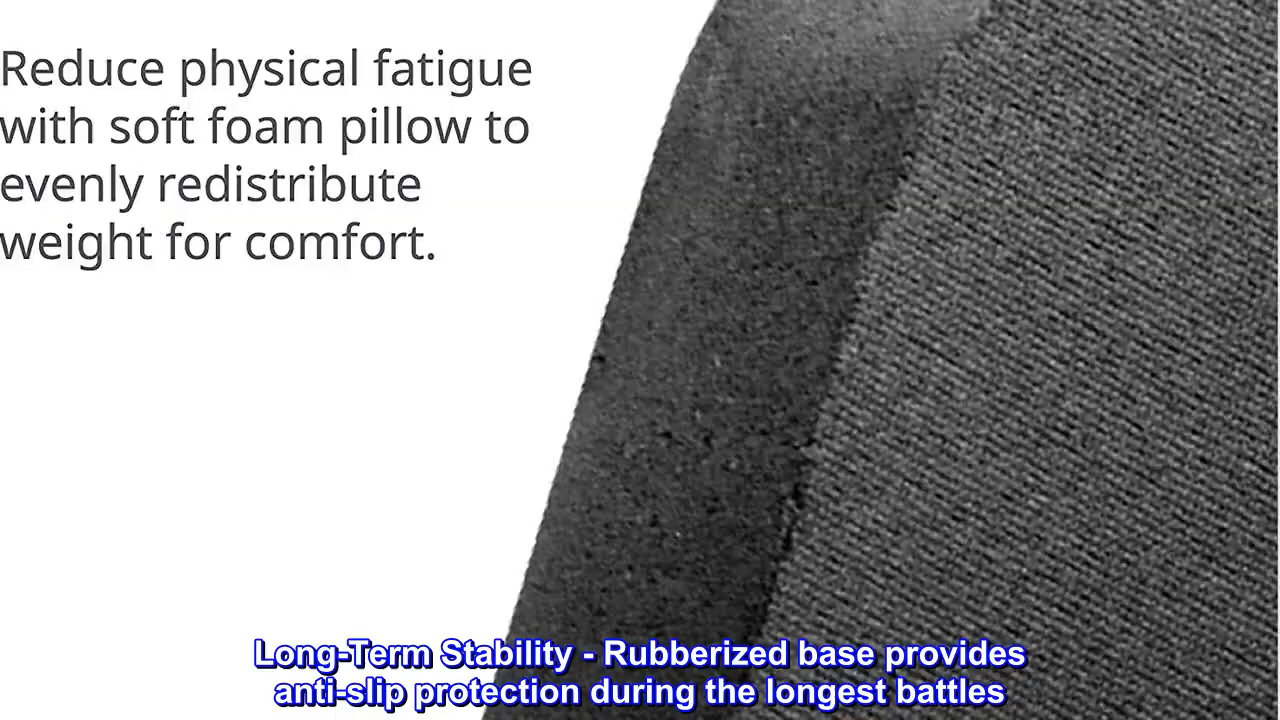 Reduce physical fatigue
with soft foam pillow to
evenly redistribute
weight for comfort.
Long-Term Stability - Rubberized base provides
anti-slip protection during the longest battles